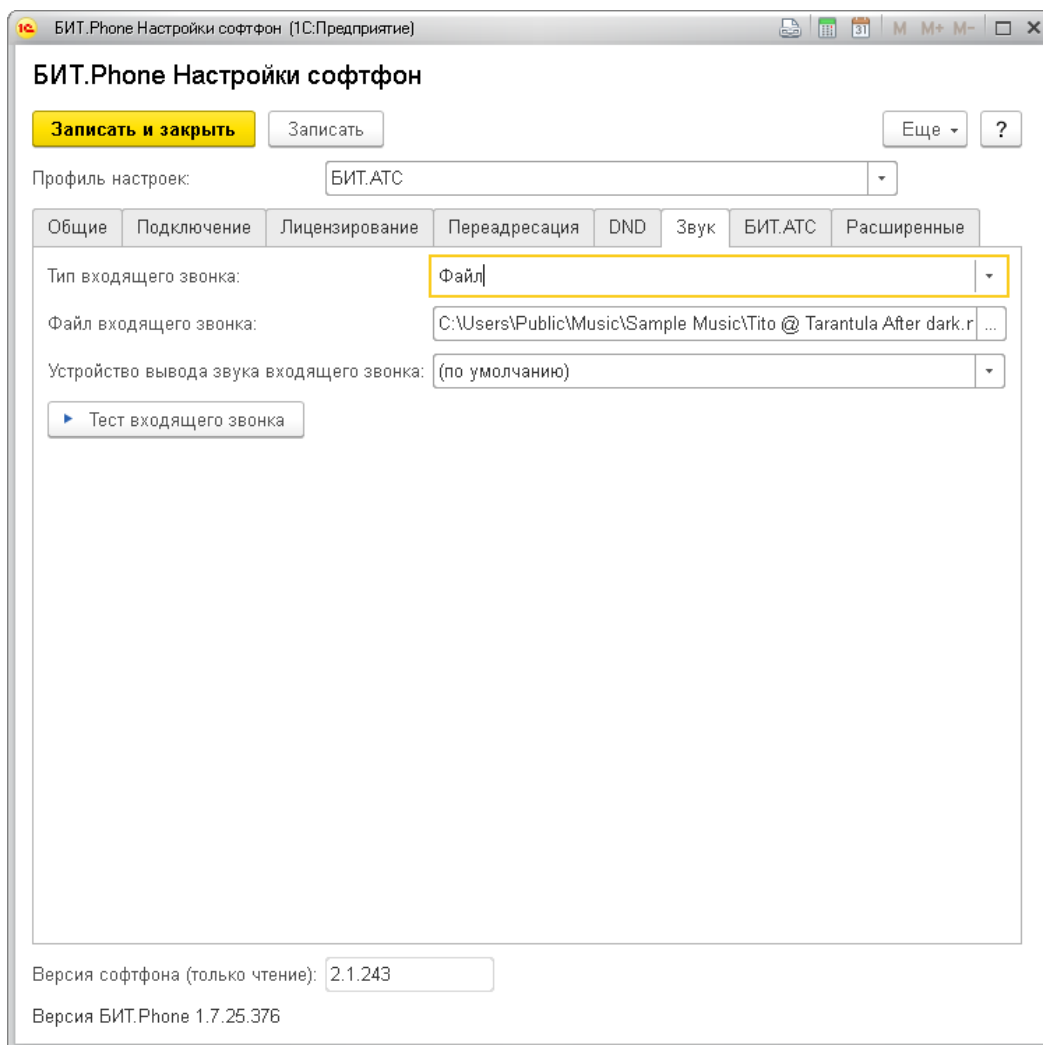 1С БИТ.Phone Настройки софтфон (1С:Предприятие) 31 M M+ M-
БИТ.Phone Настройки софтфон
Записать и закрыть Записать Еще ?
Профиль настроек: БИТ.АТС
Общие Подключение Лицензирование Переадресация DND Звук БИТ.АТС Расширенные
Тип входящего звонка: Файл
Файл входящего звонка: C:\Users\Public\Music\Sample Music\Tito @ Tarantula After dark.r ...
Устройство вывода звука входящего звонка: (по умолчанию)
Тест входящего звонка
Версия софтфона (только чтение): 2.1.243
Версия БИТ.Phone 1.7.25.376